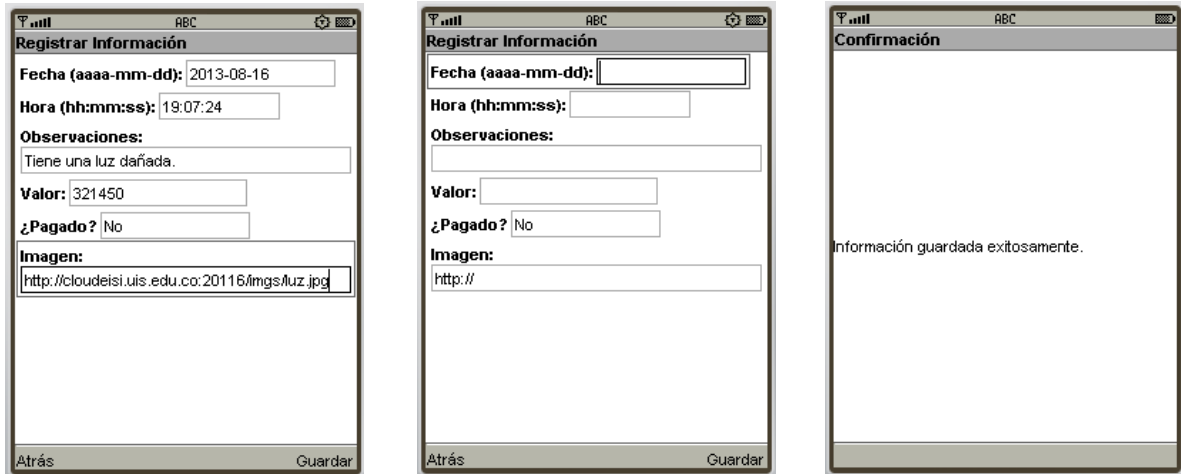 ABC
Registrar Información
Fecha (aaaa-mm-dd): 2013-08-16
Hora (hh:mm:ss): 19:07:24
Observaciones:
Tiene una luz dañada.
Valor: 321450
¿Pagado? No
Imagen:
http://cloudeisi.uis.edu.co:20116/imgs/luz.jpg
Atrás Guardar
ABC
Registrar Información
Fecha (aaaa-mm-dd):
Hora (hh:mm:ss):
Observaciones:
Valor:
¿Pagado? No
Imagen:
http://
Atrás Guardar
ABC
Confirmación
Información guardada exitosamente.